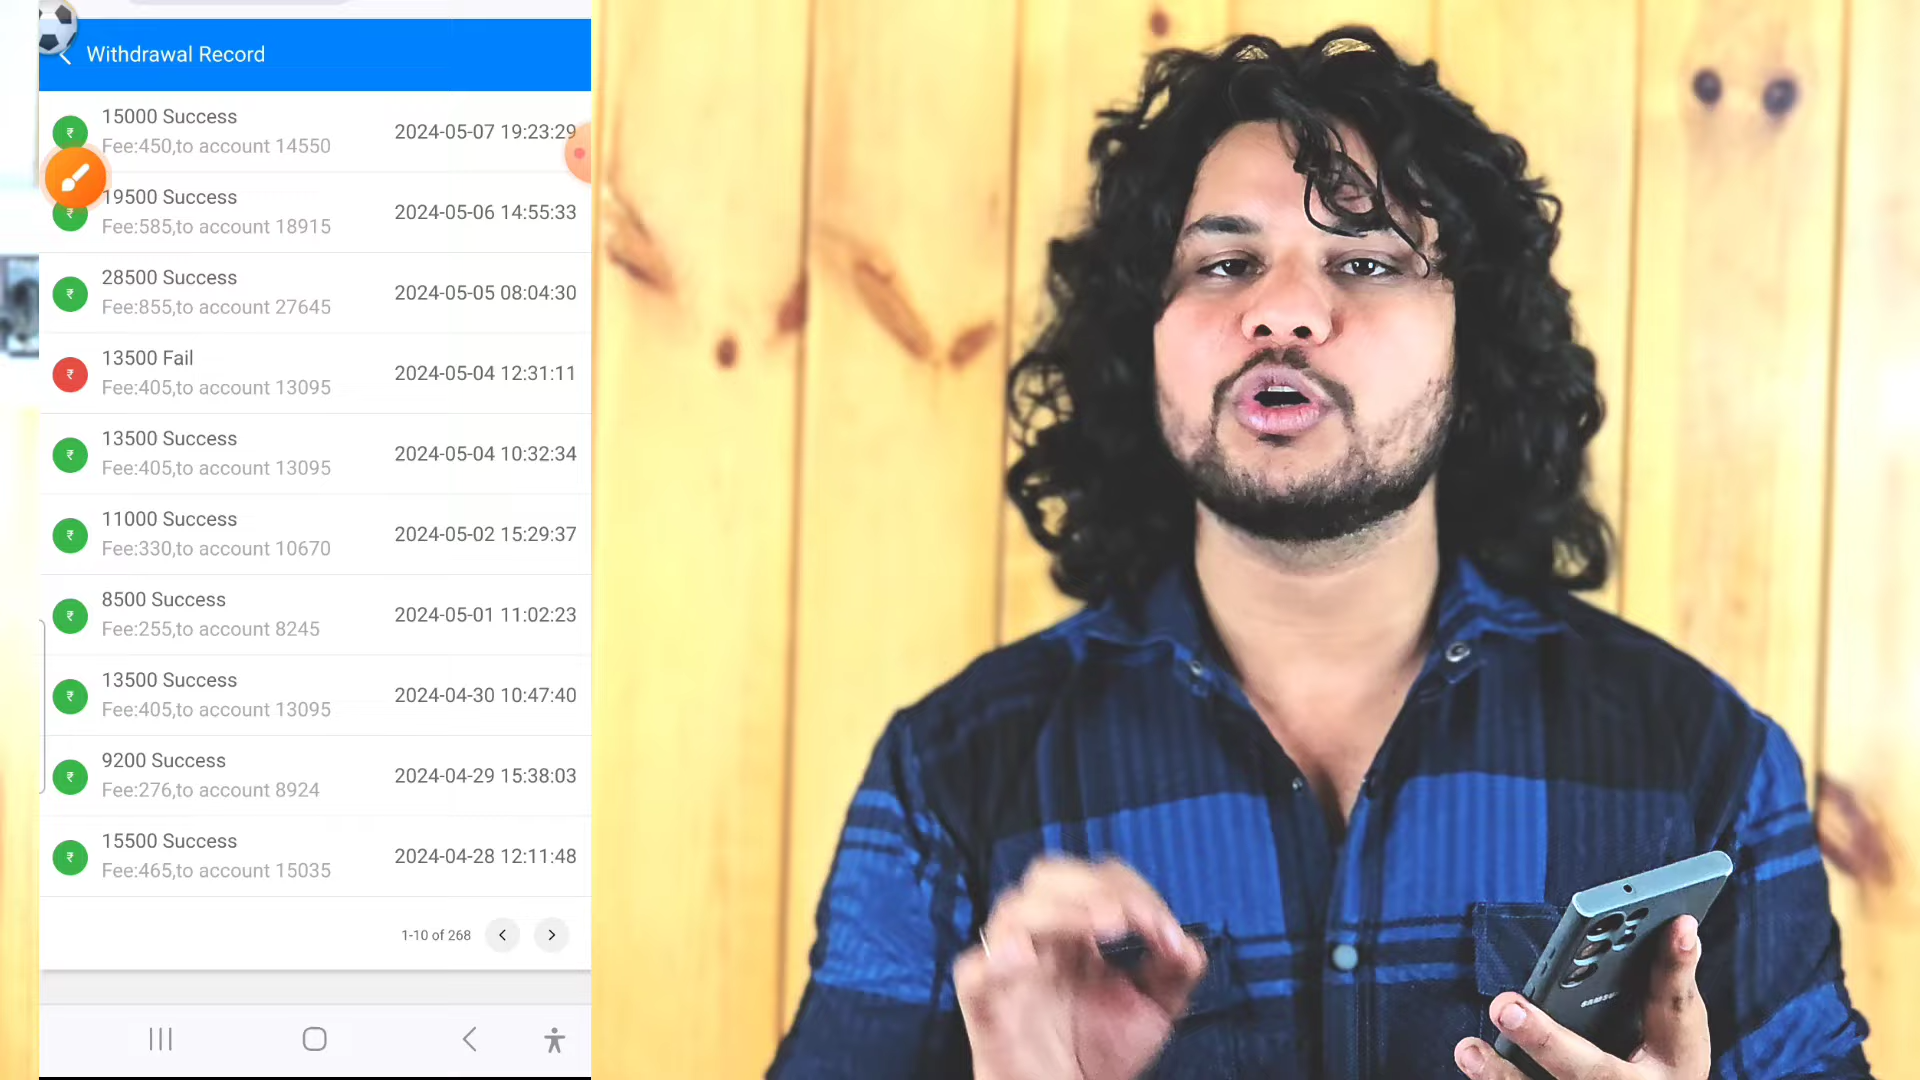 Withdrawal Record
15000 Success
Fee:450,to account 14550
2024-05-07 19:23:29
19500 Success
Fee:585,to account 18915
2024-05-06 14:55:33
28500 Success
Fee:855,to account 27645
2024-05-05 08:04:30
13500 Fail
Fee:405,to account 13095
2024-05-04 12:31:11
13500 Success
Fee:405,to account 13095
2024-05-04 10:32:34
11000 Success
Fee:330,to account 10670
2024-05-02 15:29:37
8500 Success
Fee:255,to account 8245
2024-05-01 11:02:23
13500 Success
Fee:405,to account 13095
2024-04-30 10:47:40
9200 Success
Fee:276,to account 8924
2024-04-29 15:38:03
15500 Success
Fee:465,to account 15035
2024-04-28 12:11:48
1-10 of 268
SAMSUNG